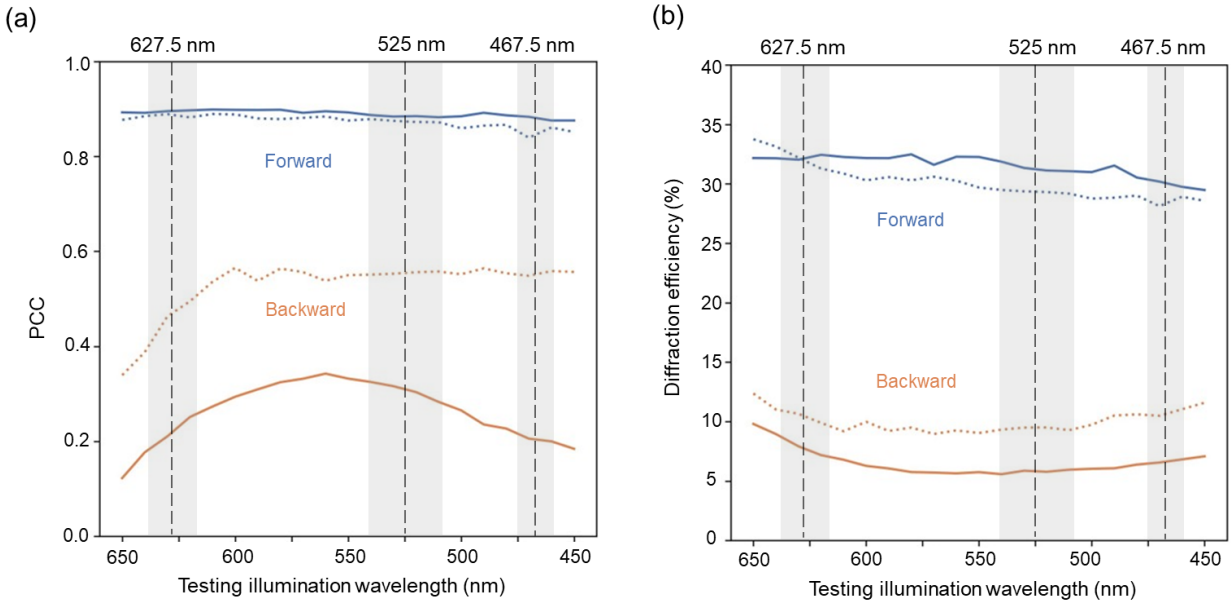 (a)
627.5 nm 525 nm 467.5 nm
1.0
0.8
0.6
0.4
0.2
0.0
PCC
Forward
Backward
650 600 550 500 450
Testing illumination wavelength (nm)
(b)
627.5 nm 525 nm 467.5 nm
40
35
30
25
20
15
10
5
0
Diffraction efficiency (%)
Forward
Backward
650 600 550 500 450
Testing illumination wavelength (nm)